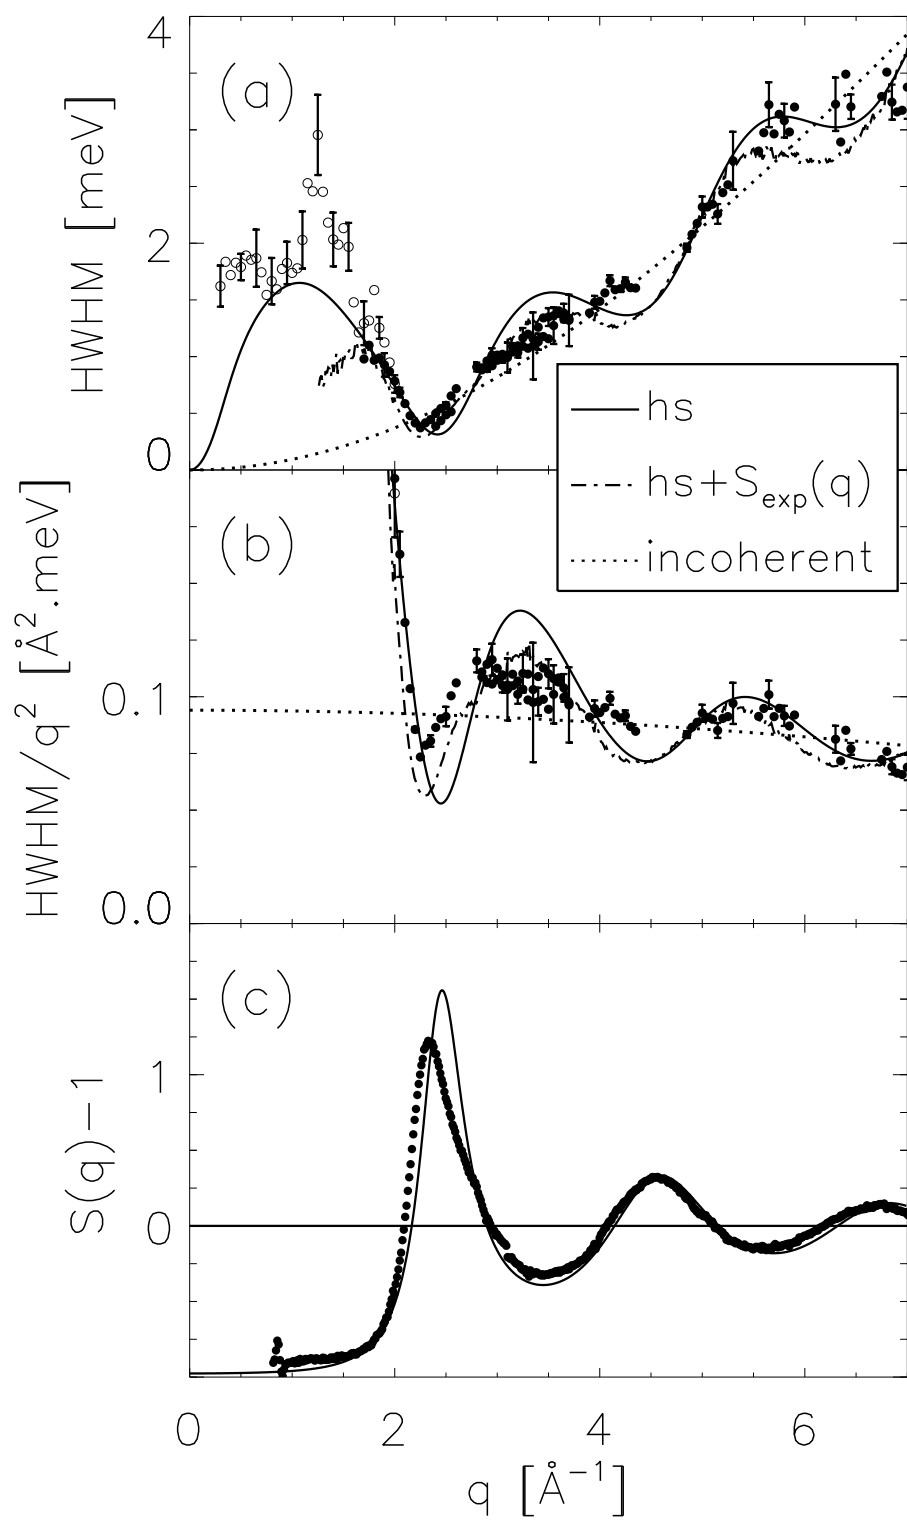 4
(a)
HWHM [meV]
2
0
hs
hs+S_exp(q)
incoherent
(b)
HWHM/q² [Å².meV]
0.1
0.0
(c)
S(q)−1
1
0
0 2 4 6
q [Å⁻¹]